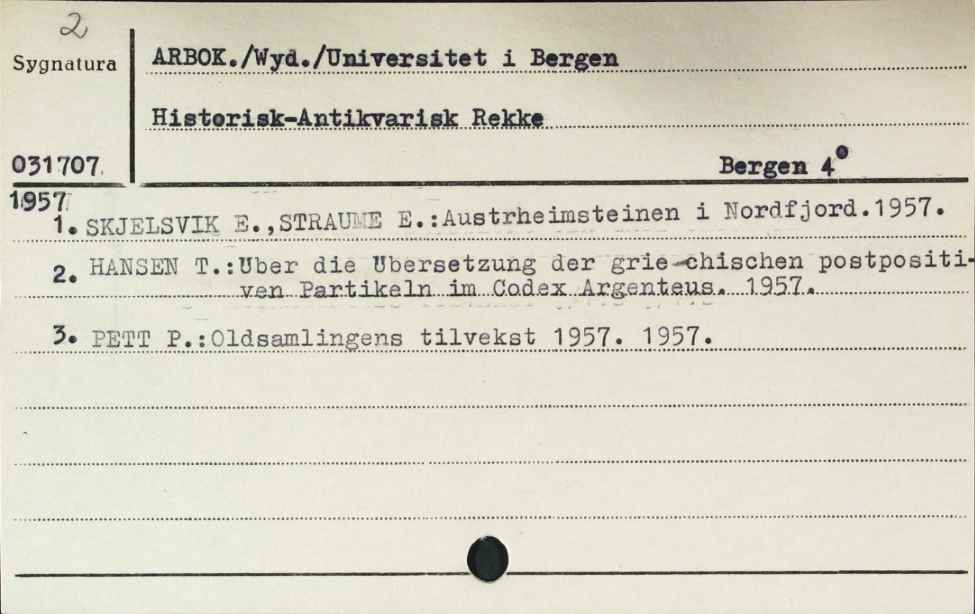 2
Sygnatura
ARBOK./Wyd./Universitet i Bergen
Historisk-Antikvarisk Rekke
031707
Bergen 4°
1957
1. SKJELSVIK E.,STRAUME E.:Austrheimsteinen i Nordfjord.1957.
2. HANSEN T.:Uber die Ubersetzung der grie-chischen postpositi-
ven Partikeln im Codex Argenteus. 1957.
3. PETT P.:Oldsamlingens tilvekst 1957. 1957.